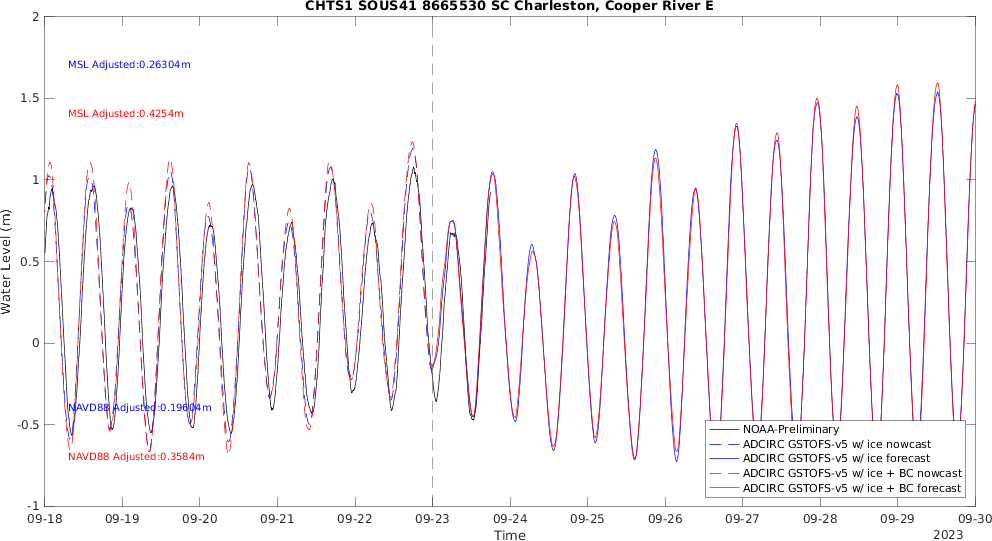 CHTS1 SOUS41 8665530 SC Charleston, Cooper River E
2
1.5
1
0.5
0
-0.5
-1
Water Level (m)
MSL Adjusted:0.26304m
MSL Adjusted:0.4254m
NAVD88 Adjusted:0.19604m
NAVD88 Adjusted:0.3584m
NOAA-Preliminary
ADCIRC GSTOFS-v5 w/ ice nowcast
ADCIRC GSTOFS-v5 w/ ice forecast
ADCIRC GSTOFS-v5 w/ ice + BC nowcast
ADCIRC GSTOFS-v5 w/ ice + BC forecast
09-18 09-19 09-20 09-21 09-22 09-23 09-24 09-25 09-26 09-27 09-28 09-29 09-30
Time
2023